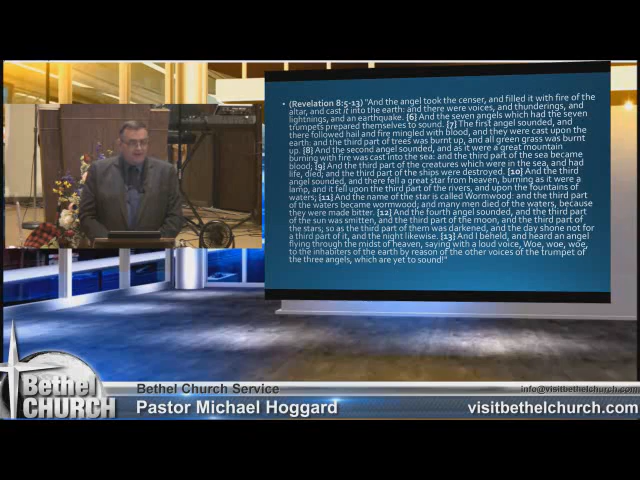 • (Revelation 8:5-13) "And the angel took the censer, and filled it with fire of the
altar, and cast it into the earth: and there were voices, and thunderings, and
lightnings, and an earthquake. [6] And the seven angels which had the seven
trumpets prepared themselves to sound. [7] The first angel sounded, and
there followed hail and fire mingled with blood, and they were cast upon the
earth: and the third part of trees was burnt up, and all green grass was burnt
up. [8] And the second angel sounded, and as it were a great mountain
burning with fire was cast into the sea: and the third part of the sea became
blood; [9] And the third part of the creatures which were in the sea, and had
life, died; and the third part of the ships were destroyed. [10] And the third
angel sounded, and there fell a great star from heaven, burning as it were a
lamp, and it fell upon the third part of the rivers, and upon the fountains of
waters; [11] And the name of the star is called Wormwood: and the third part
of the waters became wormwood; and many men died of the waters, because
they were made bitter. [12] And the fourth angel sounded, and the third part
of the sun was smitten, and the third part of the moon, and the third part of
the stars; so as the third part of them was darkened, and the day shone not for
a third part of it, and the night likewise. [13] And I beheld, and heard an angel
flying through the midst of heaven, saying with a loud voice, Woe, woe, woe,
to the inhabiters of the earth by reason of the other voices of the trumpet of
the three angels, which are yet to sound!"
Bethel
CHURCH
Bethel Church Service
info@visitbethelchurch.com
Pastor Michael Hoggard
visitbethelchurch.com